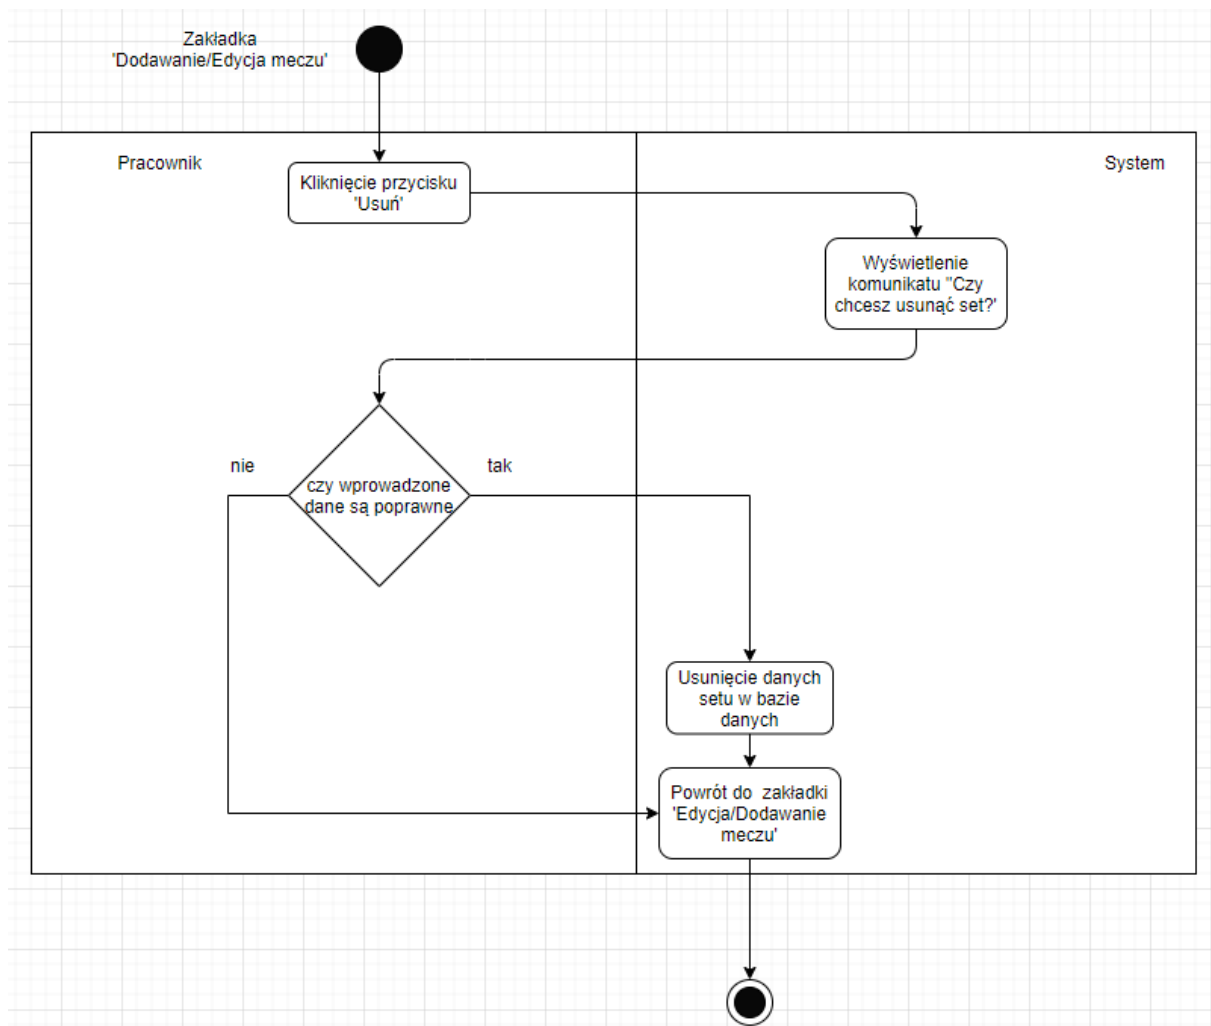 Zakładka
'Dodawanie/Edycja meczu'
Pracownik
System
Kliknięcie przycisku
'Usuń'
Wyświetlenie
komunikatu "Czy
chcesz usunąć set?'
nie
tak
czy wprowadzone
dane są poprawne
Usunięcie danych
setu w bazie
danych
Powrót do zakładki
'Edycja/Dodawanie
meczu'